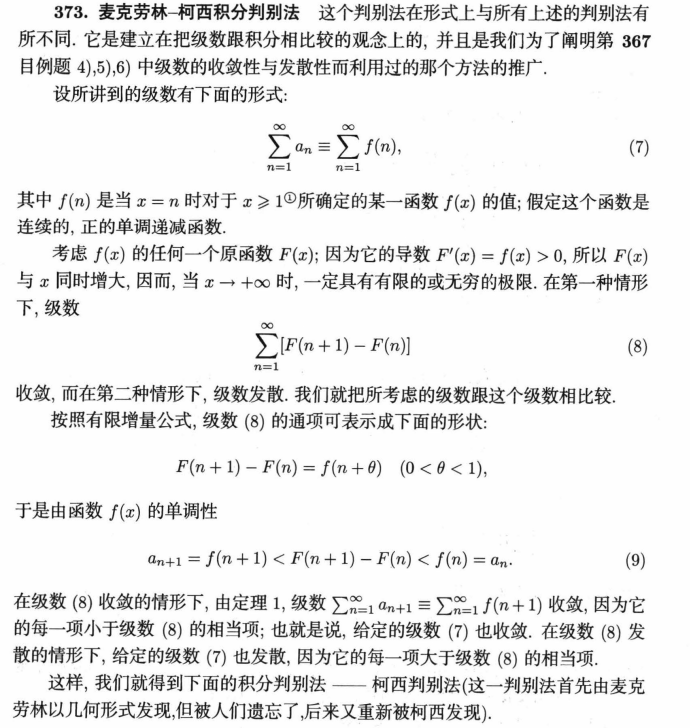 373. 麦克劳林–柯西积分判别法 这个判别法在形式上与所有上述的判别法有
所不同. 它是建立在把级数跟积分相比较的观念上的, 并且是我们为了阐明第 367
目例题 4),5),6) 中级数的收敛性与发散性而利用过的那个方法的推广.
设所讲到的级数有下面的形式:
∑_{n=1}^{∞} a_n ≡ ∑_{n=1}^{∞} f(n), (7)
其中 f(n) 是当 x = n 时对于 x ⩾ 1①所确定的某一函数 f(x) 的值; 假定这个函数是
连续的, 正的单调递减函数.
考虑 f(x) 的任何一个原函数 F(x); 因为它的导数 F′(x) = f(x) > 0, 所以 F(x)
与 x 同时增大, 因而, 当 x → +∞ 时, 一定具有有限的或无穷的极限. 在第一种情形
下, 级数
∑_{n=1}^{∞} [F(n + 1) − F(n)] (8)
收敛, 而在第二种情形下, 级数发散. 我们就把所考虑的级数跟这个级数相比较.
按照有限增量公式, 级数 (8) 的通项可表示成下面的形状:
F(n + 1) − F(n) = f(n + θ) (0 < θ < 1),
于是由函数 f(x) 的单调性
a_{n+1} = f(n + 1) < F(n + 1) − F(n) < f(n) = a_n. (9)
在级数 (8) 收敛的情形下, 由定理 1, 级数 ∑_{n=1}^{∞} a_{n+1} ≡ ∑_{n=1}^{∞} f(n + 1) 收敛, 因为它
的每一项小于级数 (8) 的相当项; 也就是说, 给定的级数 (7) 也收敛. 在级数 (8) 发
散的情形下, 给定的级数 (7) 也发散, 因为它的每一项大于级数 (8) 的相当项.
这样, 我们就得到下面的积分判别法 —— 柯西判别法(这一判别法首先由麦克
劳林以几何形式发现,但被人们遗忘了,后来又重新被柯西发现).